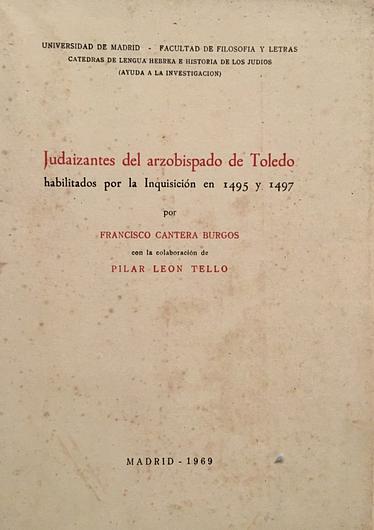 UNIVERSIDAD DE MADRID - FACULTAD DE FILOSOFIA Y LETRAS
CATEDRAS DE LENGUA HEBREA E HISTORIA DE LOS JUDIOS
(AYUDA A LA INVESTIGACION)
Judaizantes del arzobispado de Toledo
habilitados por la Inquisición en 1495 y 1497
por
FRANCISCO CANTERA BURGOS
con la colaboración de
PILAR LEON TELLO
MADRID - 1969